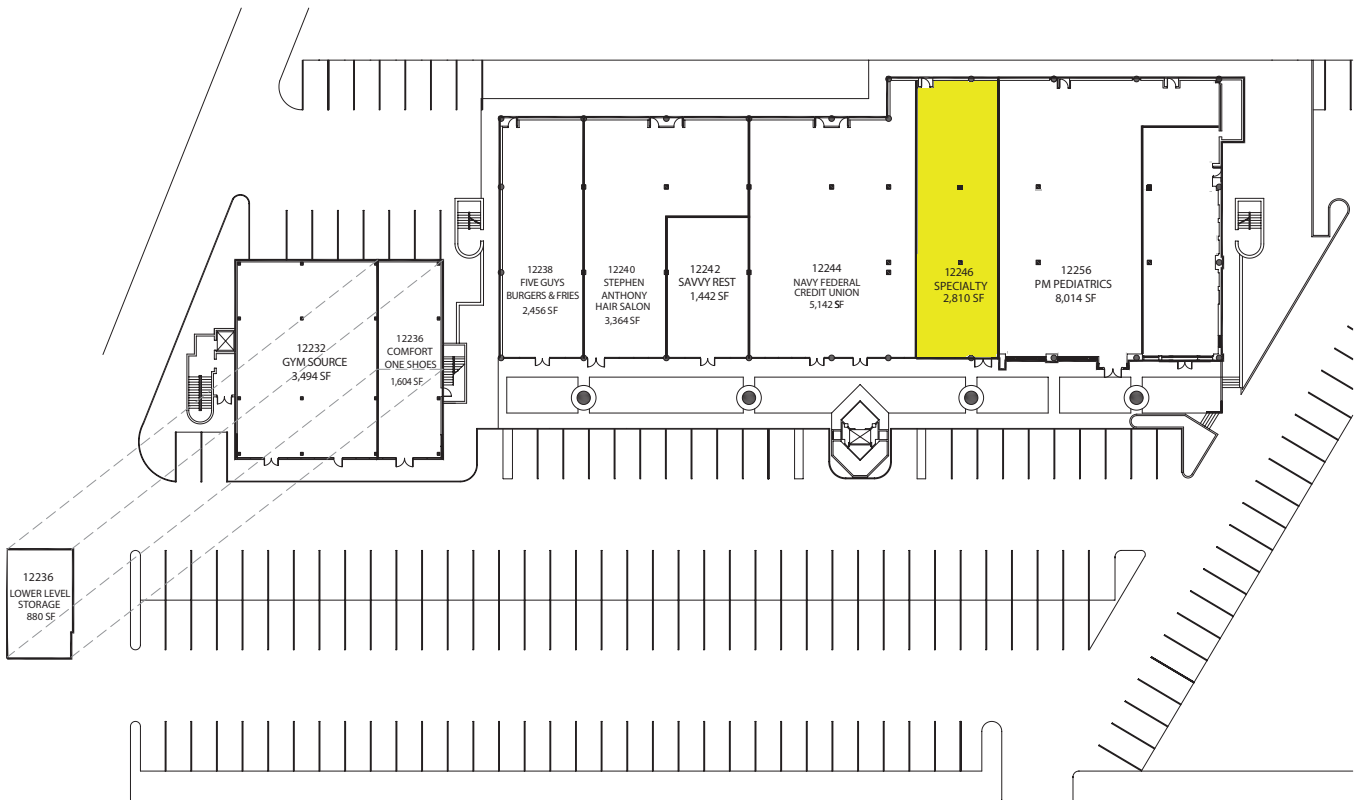 12232
GYM SOURCE
3,494 SF
12236
COMFORT
ONE SHOES
1,604 SF
12238
FIVE GUYS
BURGERS & FRIES
2,456 SF
12240
STEPHEN
ANTHONY
HAIR SALON
3,364 SF
12242
SAVVY REST
1,442 SF
12244
NAVY FEDERAL
CREDIT UNION
5,142 SF
12246
SPECIALTY
2,810 SF
12256
PM PEDIATRICS
8,014 SF
12236
LOWER LEVEL
STORAGE
880 SF